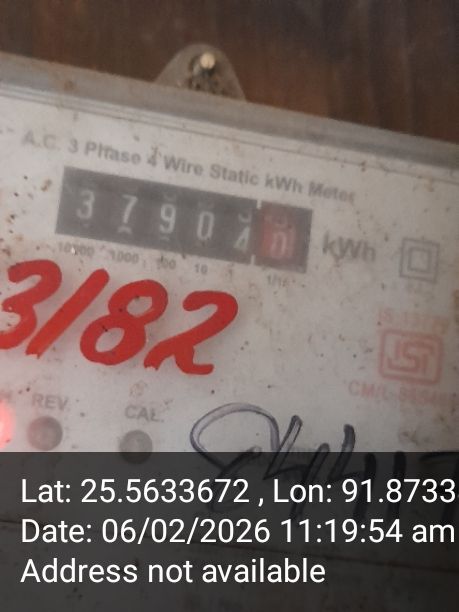 A.C. 3 Phase 4 Wire Static kWh Meter
3 7 9 0 4 0 kWh
10000 1000 100 10 1/10
3182
REV. CAL.
Lat: 25.5633672 , Lon: 91.8733
Date: 06/02/2026 11:19:54 am
Address not available